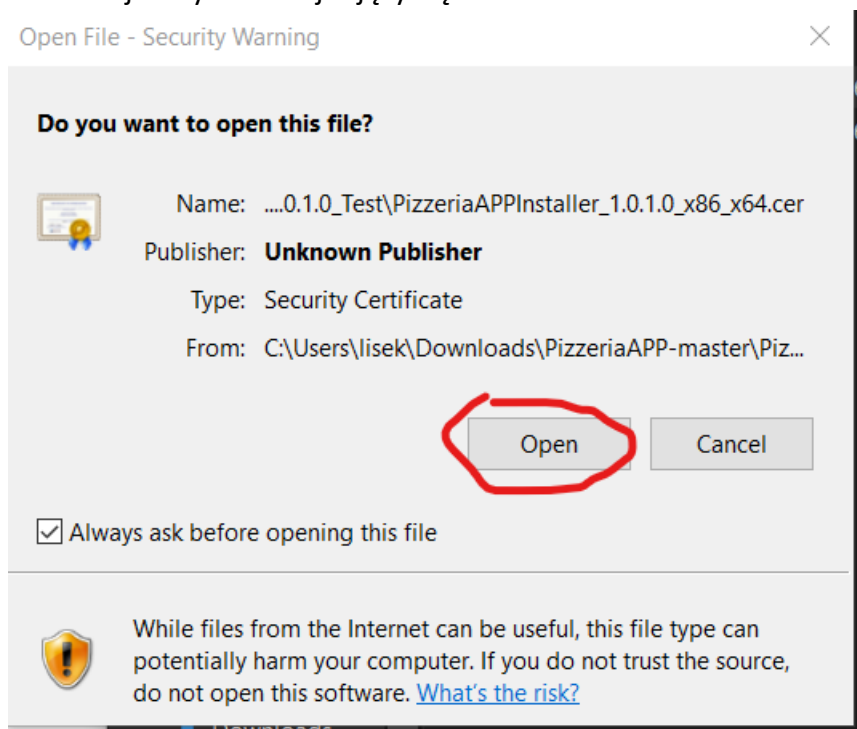 Open File - Security Warning
Do you want to open this file?
Name: ....0.1.0_Test\PizzeriaAPPInstaller_1.0.1.0_x86_x64.cer
Publisher: Unknown Publisher
Type: Security Certificate
From: C:\Users\lisek\Downloads\PizzeriaAPP-master\Piz...
Open Cancel
Always ask before opening this file
While files from the Internet can be useful, this file type can
potentially harm your computer. If you do not trust the source,
do not open this software. What's the risk?